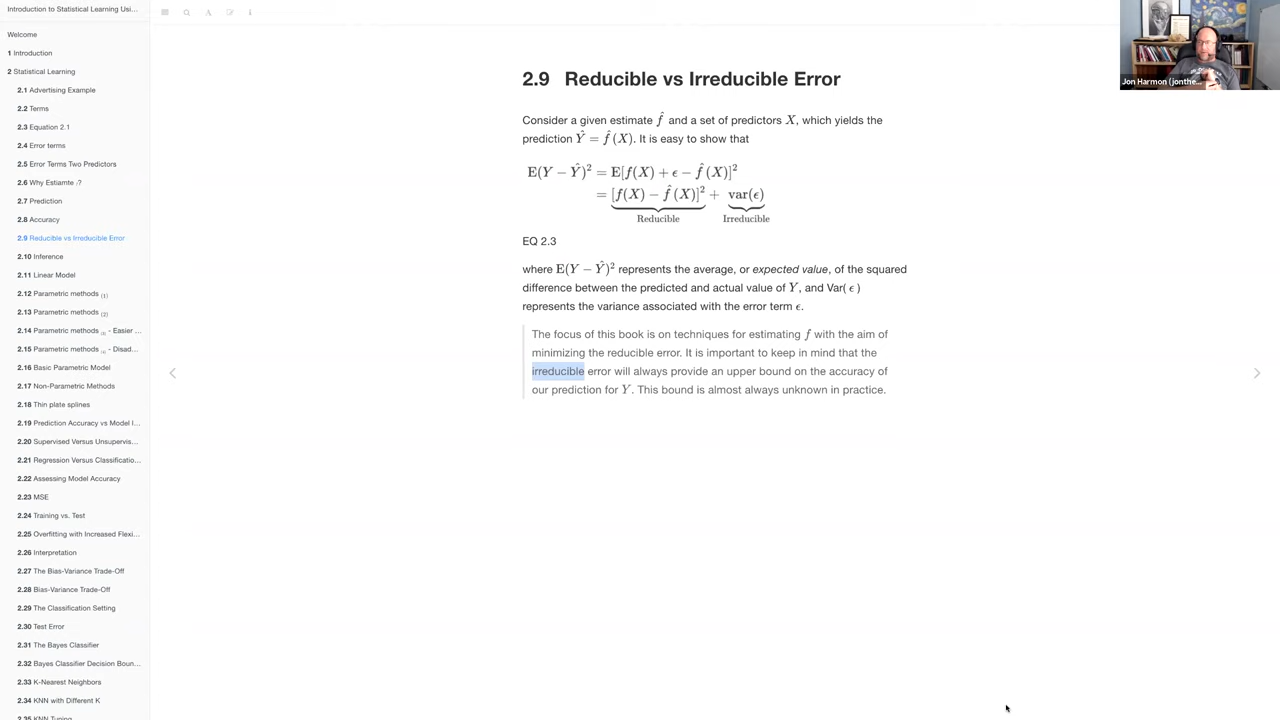 Introduction to Statistical Learning Usi...
Welcome
1 Introduction
2 Statistical Learning
2.1 Advertising Example
2.2 Terms
2.3 Equation 2.1
2.4 Error terms
2.5 Error Terms Two Predictors
2.6 Why Estiamte ?
2.7 Prediction
2.8 Accuracy
2.9 Reducible vs Irreducible Error
2.10 Inference
2.11 Linear Model
2.12 Parametric methods (1)
2.13 Parametric methods (2)
2.14 Parametric methods - Easier ...
2.15 Parametric methods - Disad...
2.16 Basic Parametric Model
2.17 Non-Parametric Methods
2.18 Thin plate splines
2.19 Prediction Accuracy vs Model I...
2.20 Supervised Versus Unsupervis...
2.21 Regression Versus Classificatio...
2.22 Assessing Model Accuracy
2.23 MSE
2.24 Training vs. Test
2.25 Overfitting with Increased Flexi...
2.26 Interpretation
2.27 The Bias-Variance Trade-Off
2.28 Bias-Variance Trade-Off
2.29 The Classification Setting
2.30 Test Error
2.31 The Bayes Classifier
2.32 Bayes Classifier Decision Boun...
2.33 K-Nearest Neighbors
2.34 KNN with Different K
2.35 KNN Tuning
2.9 Reducible vs Irreducible Error
Consider a given estimate f̂ and a set of predictors X, which yields the
prediction Ŷ = f̂(X). It is easy to show that
E(Y − Ŷ)² = E[f(X) + ϵ − f̂(X)]²
= [f(X) − f̂(X)]² + var(ϵ)
Reducible Irreducible
EQ 2.3
where E(Y − Ŷ)² represents the average, or expected value, of the squared
difference between the predicted and actual value of Y, and Var( ϵ )
represents the variance associated with the error term ϵ.
The focus of this book is on techniques for estimating f with the aim of
minimizing the reducible error. It is important to keep in mind that the
irreducible error will always provide an upper bound on the accuracy of
our prediction for Y. This bound is almost always unknown in practice.
Jon Harmon (jonthe...